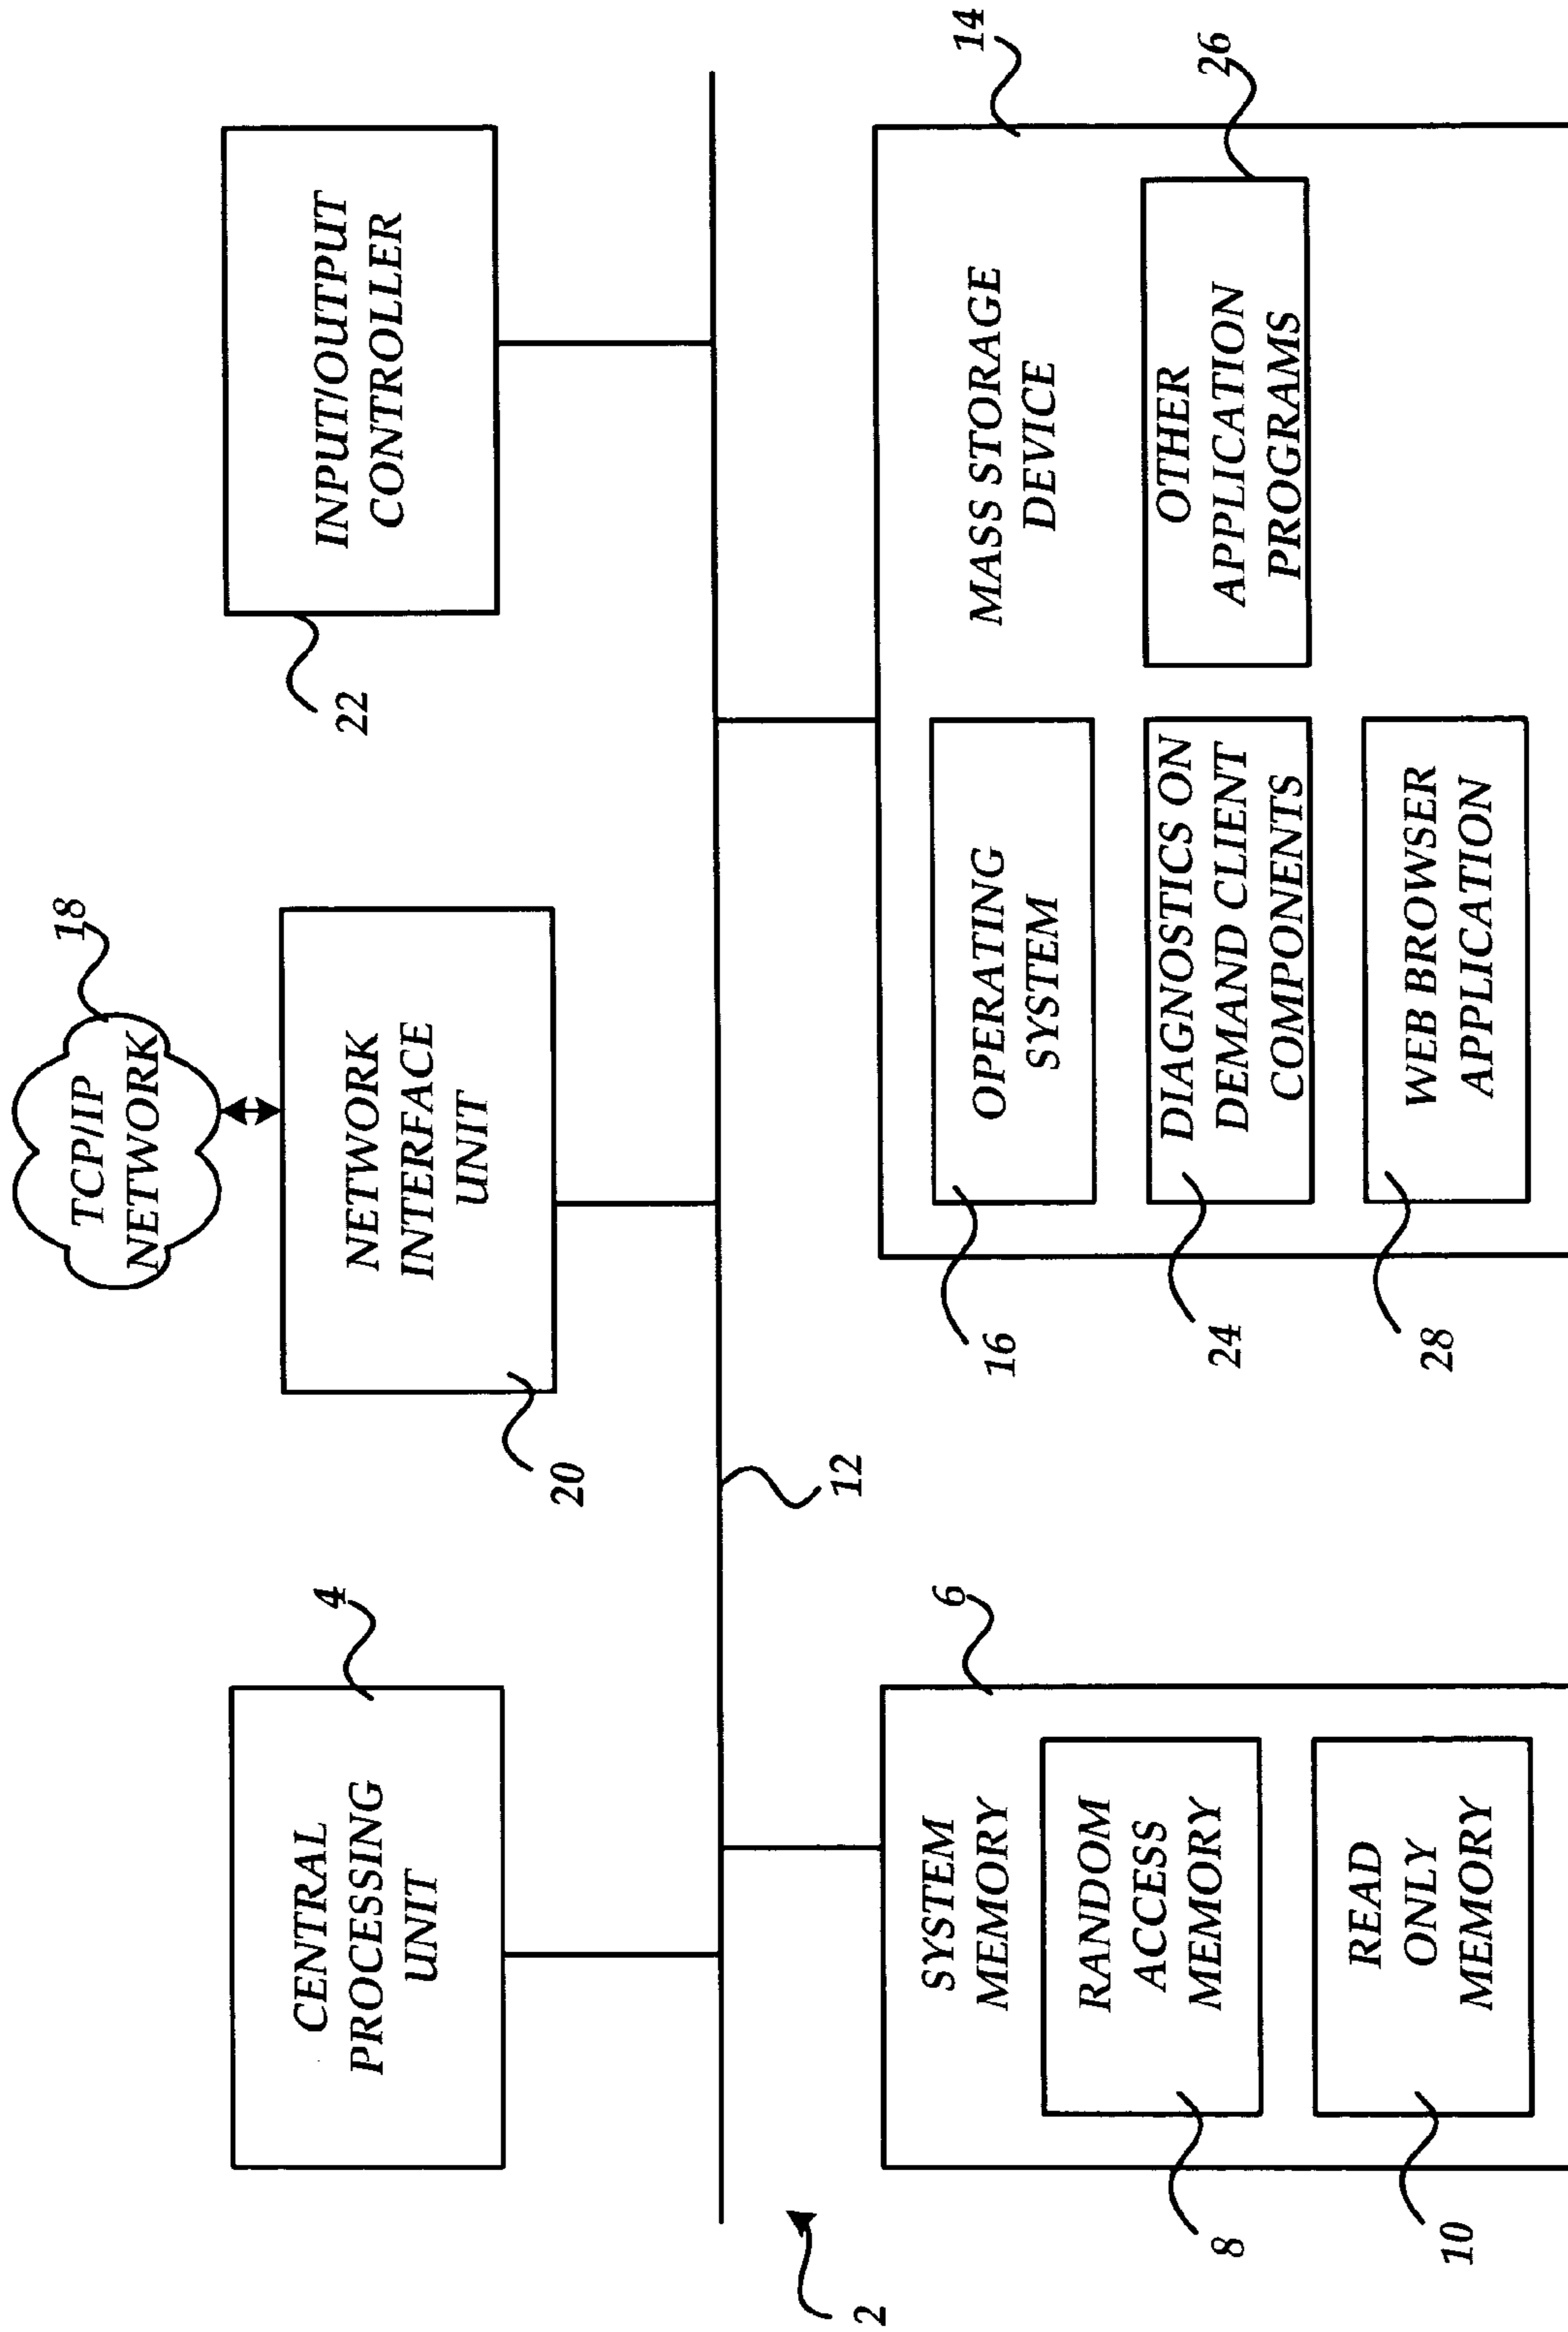 TCP/IP
NETWORK
18
CENTRAL
PROCESSING
UNIT
4
NETWORK
INTERFACE
UNIT
20
INPUT/OUTPUT
CONTROLLER
22
12
2
SYSTEM
MEMORY
6
RANDOM
ACCESS
MEMORY
8
READ
ONLY
MEMORY
10
MASS STORAGE
DEVICE
14
OPERATING
SYSTEM
16
DIAGNOSTICS ON
DEMAND CLIENT
COMPONENTS
24
OTHER
APPLICATION
PROGRAMS
26
WEB BROWSER
APPLICATION
28